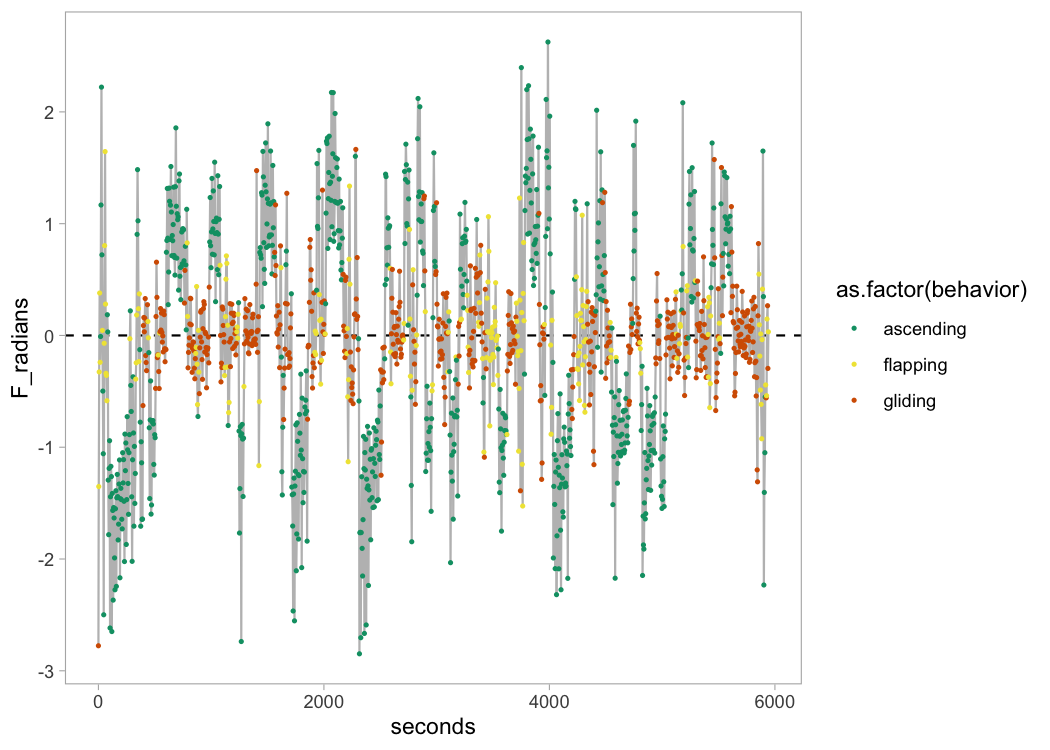 F_radians
2
1
0
-1
-2
-3
0
2000
4000
6000
seconds
as.factor(behavior)
ascending
flapping
gliding